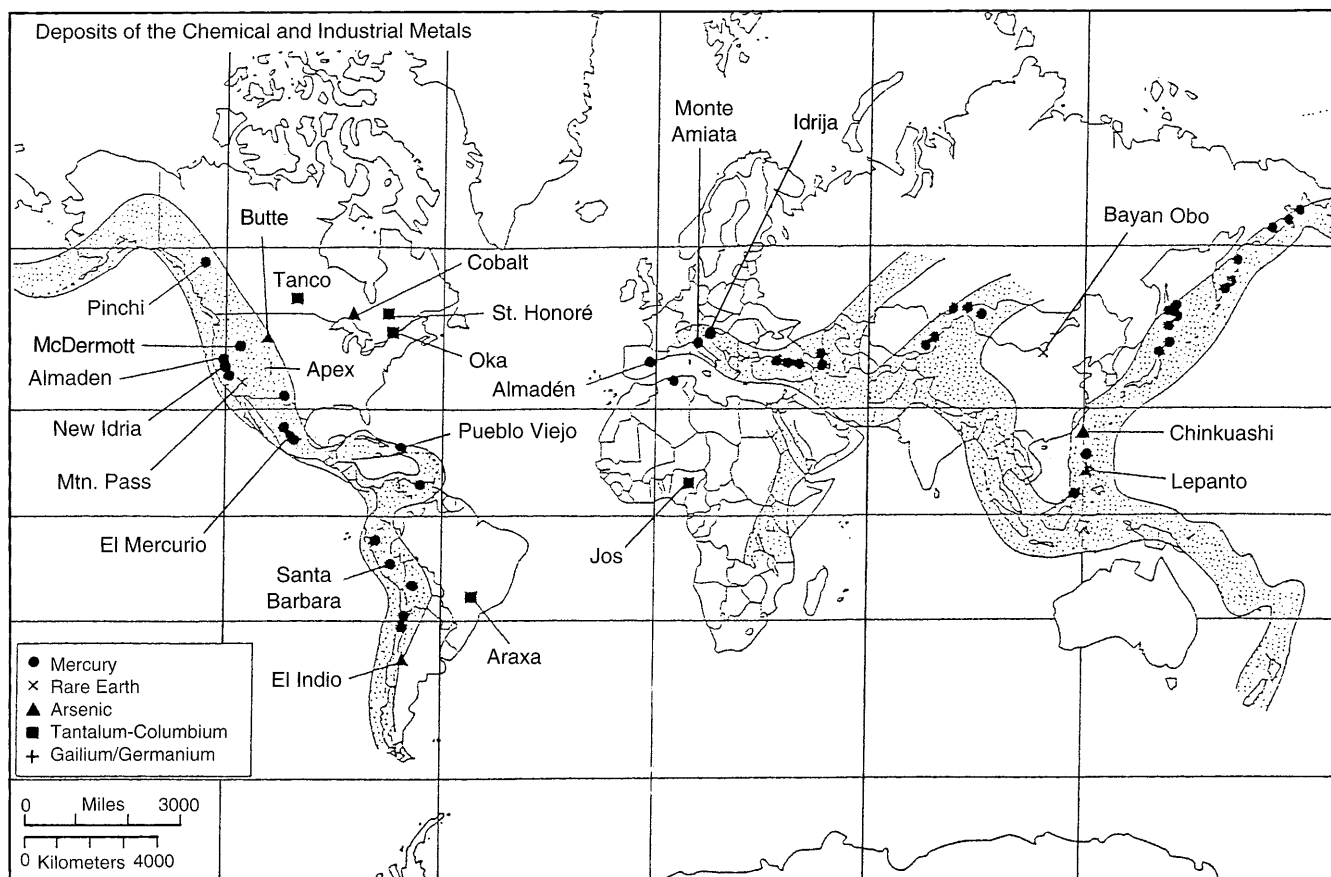 Deposits of the Chemical and Industrial Metals
Monte
Amiata
Idrija
Butte
Bayan Obo
Tanco
Cobalt
Pinchi
St. Honoré
McDermott
Almaden
Apex
Oka
Almadén
New Idria
Pueblo Viejo
Chinkuashi
Mtn. Pass
Lepanto
El Mercurio
Jos
Santa
Barbara
Araxa
El Indio
Mercury
Rare Earth
Arsenic
Tantalum-Columbium
Gailium/Germanium
0 Miles 3000
0 Kilometers 4000